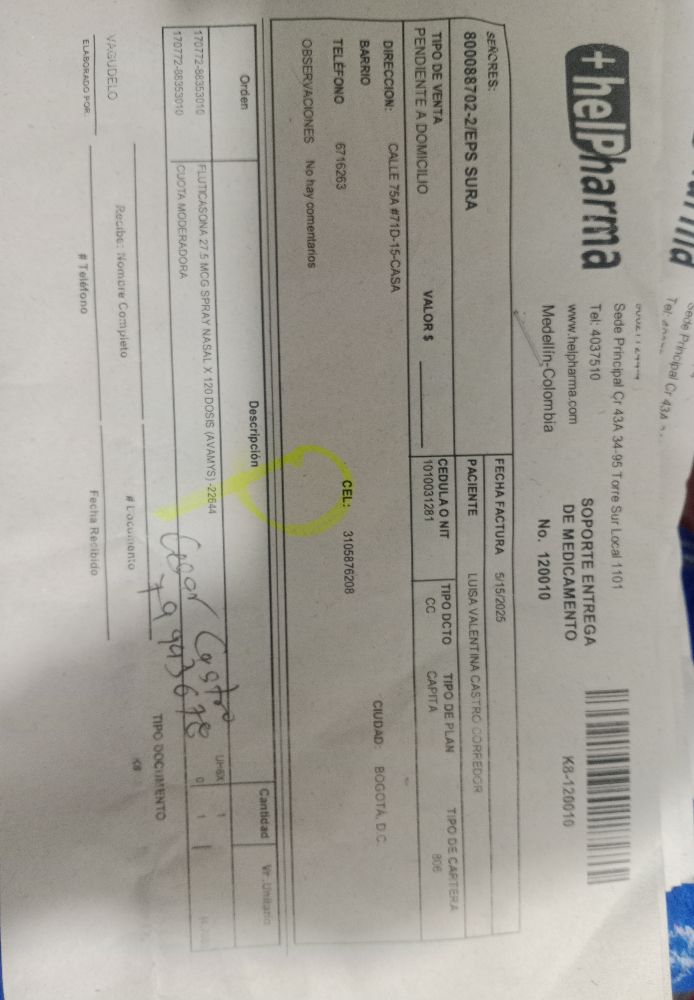 + helPharma
Sede Principal Cr 43A 34-95 Torre Sur Local 1101
Tel: 4037510
www.helpharma.com
Medellín-Colombia
SOPORTE ENTREGA
DE MEDICAMENTO
No. 120010
K8-120010
SEÑORES:
800088702-2/EPS SURA
FECHA FACTURA 5/15/2025
PACIENTE LUISA VALENTINA CASTRO CORREDOR
TIPO DE VENTA
PENDIENTE A DOMICILIO
VALOR $
CEDULA O NIT
1010031281
TIPO DCTO
CC
TIPO DE PLAN
CAPITA
TIPO DE CARTERA
806
DIRECCION: CALLE 75A #71D-15-CASA
CIUDAD: BOGOTÁ, D.C.
BARRIO
TELÉFONO 6716263
CEL: 3105876208
OBSERVACIONES No hay comentarios
Orden Descripción Cantidad Vr. Unitario
170772-88353010 FLUTICASONA 27.5 MCG SPRAY NASAL X 120 DOSIS (AVAMYS) -22644 1
170772-88353010 CUOTA MODERADORA 0 1
Cesar Castro
79943678
TIPO DOCUMENTO
VAGUDELO
ELABORADO POR:
Recibe: Nombre Completo
# Documento
# Teléfono
Fecha Recibido
Sede Principal Cr 43A